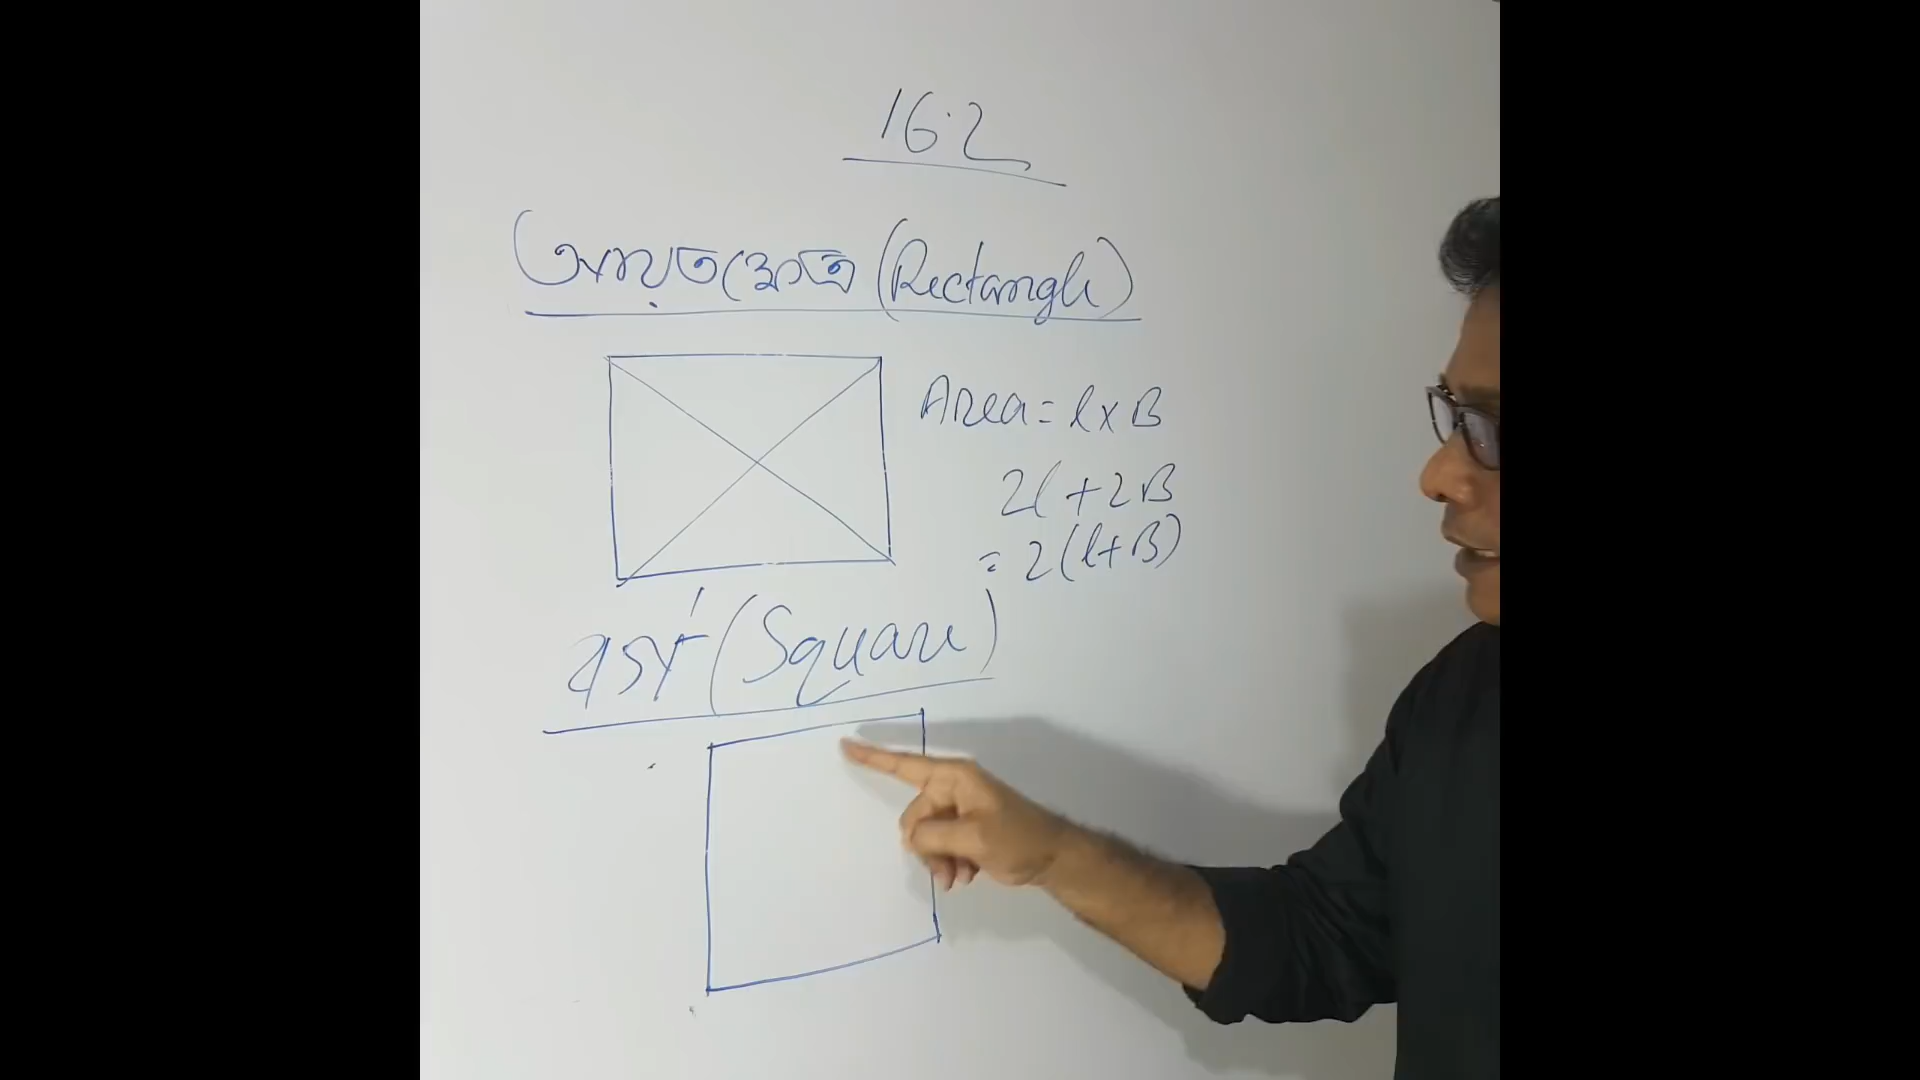 16.2
আয়তক্ষেত্র (Rectangle)
Area = l x B
2l + 2B
= 2(l+B)
বর্গ (Square)